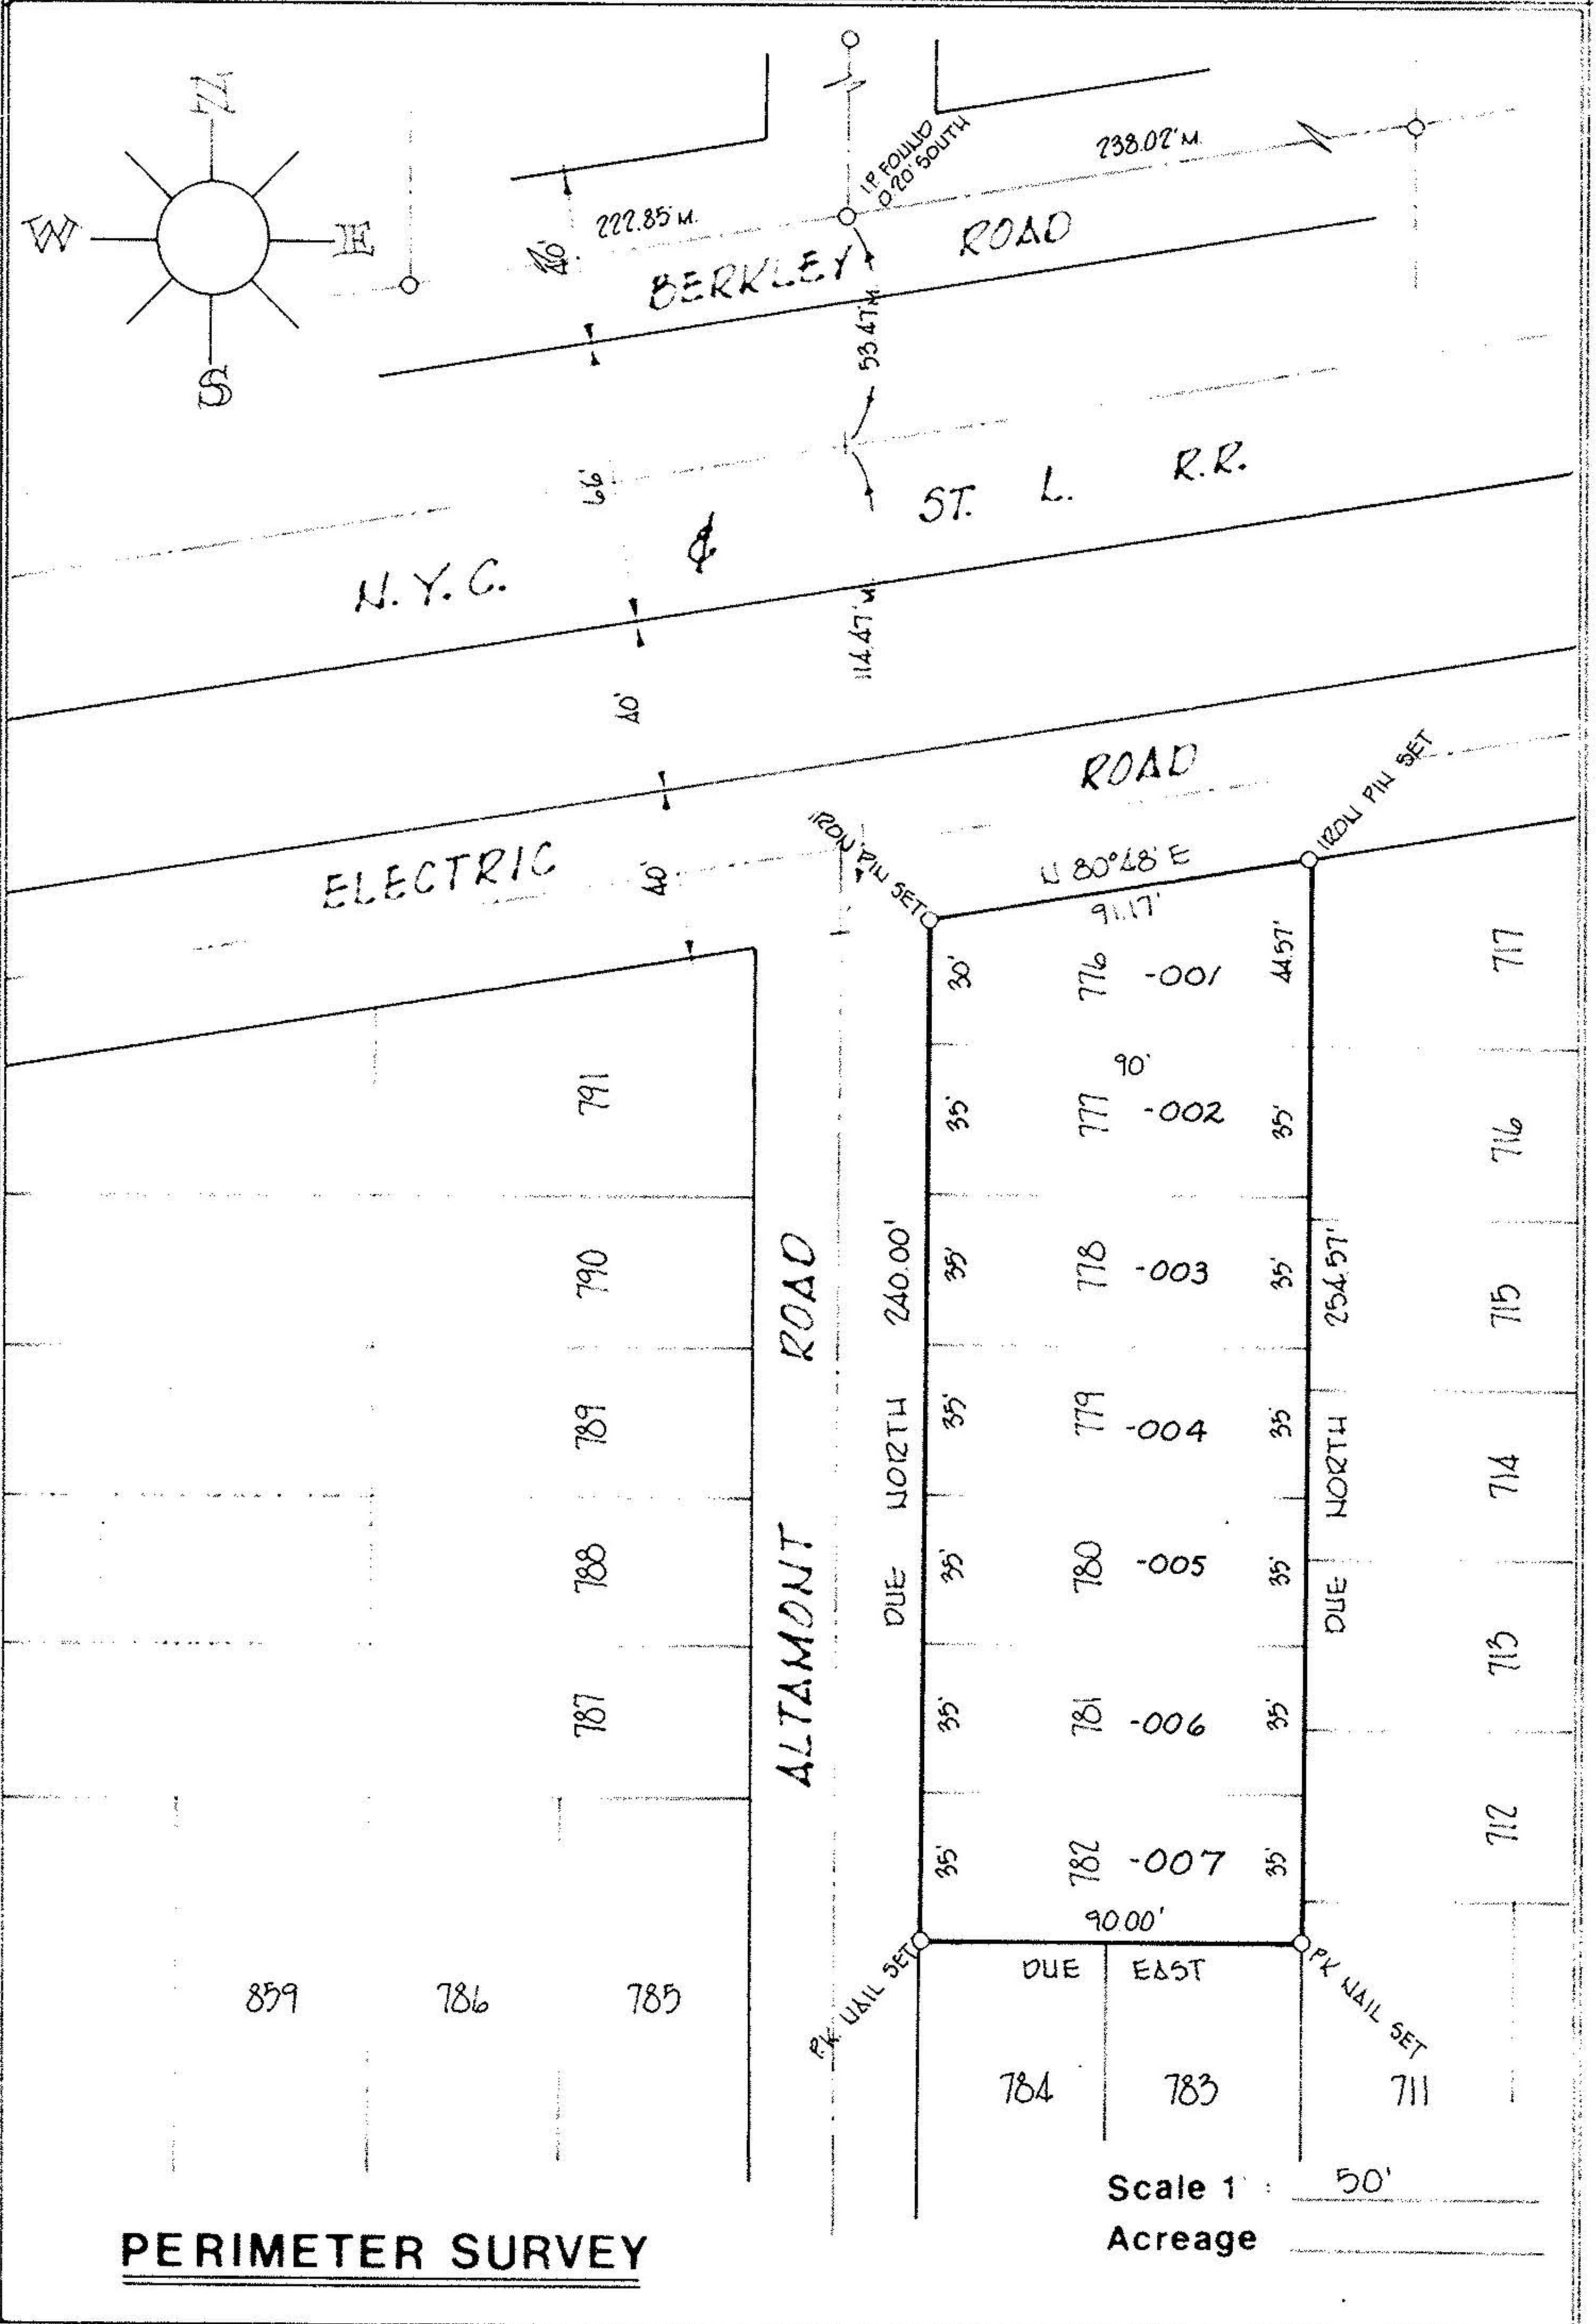 N
W
E
S
I.P. FOUND
0.20' SOUTH
238.02' M.
222.85' M.
46'
BERKLEY ROAD
53.47' M
66'
N.Y.C. & ST. L. R.R.
114.47' M
40'
ROAD
IRON PIN SET
IRON PIN SET
ELECTRIC
40'
N 80°48' E
91.17'
30'
776 -001
44.57'
717
90'
791
35'
777 -002
35'
716
790
35'
778 -003
35'
715
ALTAMONT ROAD
DUE NORTH 240.00'
DUE NORTH 254.57'
789
35'
779 -004
35'
714
788
35'
780 -005
35'
713
787
35'
781 -006
35'
712
35'
782 -007
35'
90.00'
DUE EAST
P.K. NAIL SET
PK NAIL SET
859
786
785
784
783
711
Scale 1" : 50'
Acreage
PERIMETER SURVEY